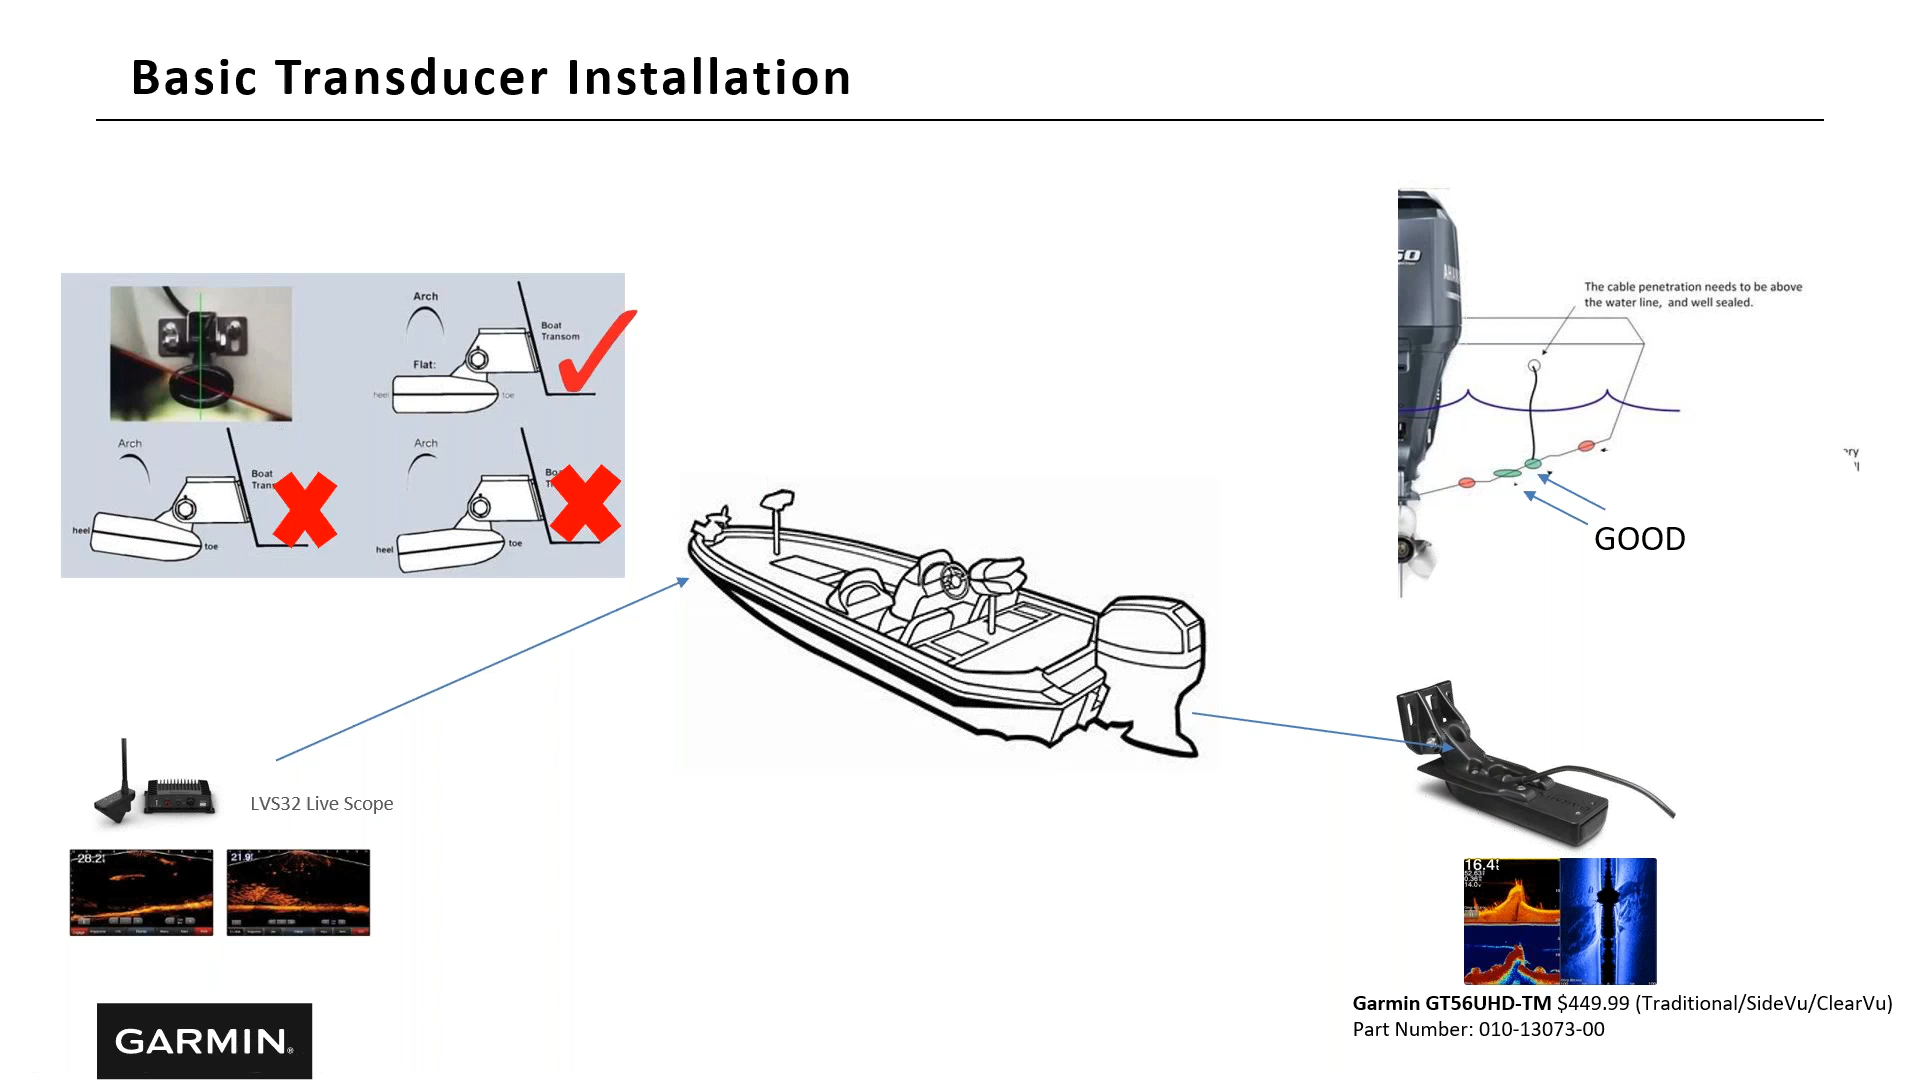 Basic Transducer Installation
Arch
Boat
Transom
Flat:
heel
toe
Arch
Boat
heel
toe
Arch
heel
toe
The cable penetration needs to be above
the water line, and well sealed.
GOOD
LVS32 Live Scope
28.2
21.9
16.4
Garmin GT56UHD-TM $449.99 (Traditional/SideVu/ClearVu)
Part Number: 010-13073-00
GARMIN